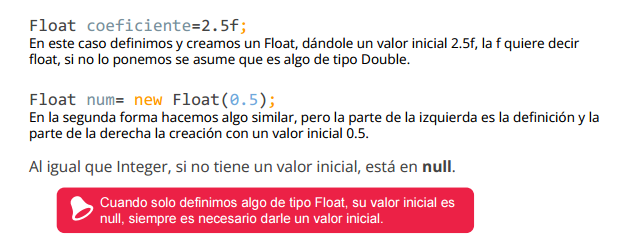 Float coeficiente=2.5f;
En este caso definimos y creamos un Float, dándole un valor inicial 2.5f, la f quiere decir
float, si no lo ponemos se asume que es algo de tipo Double.
Float num= new Float(0.5);
En la segunda forma hacemos algo similar, pero la parte de la izquierda es la definición y la
parte de la derecha la creación con un valor inicial 0.5.
Al igual que Integer, si no tiene un valor inicial, está en null.
Cuando solo definimos algo de tipo Float, su valor inicial es
null, siempre es necesario darle un valor inicial.